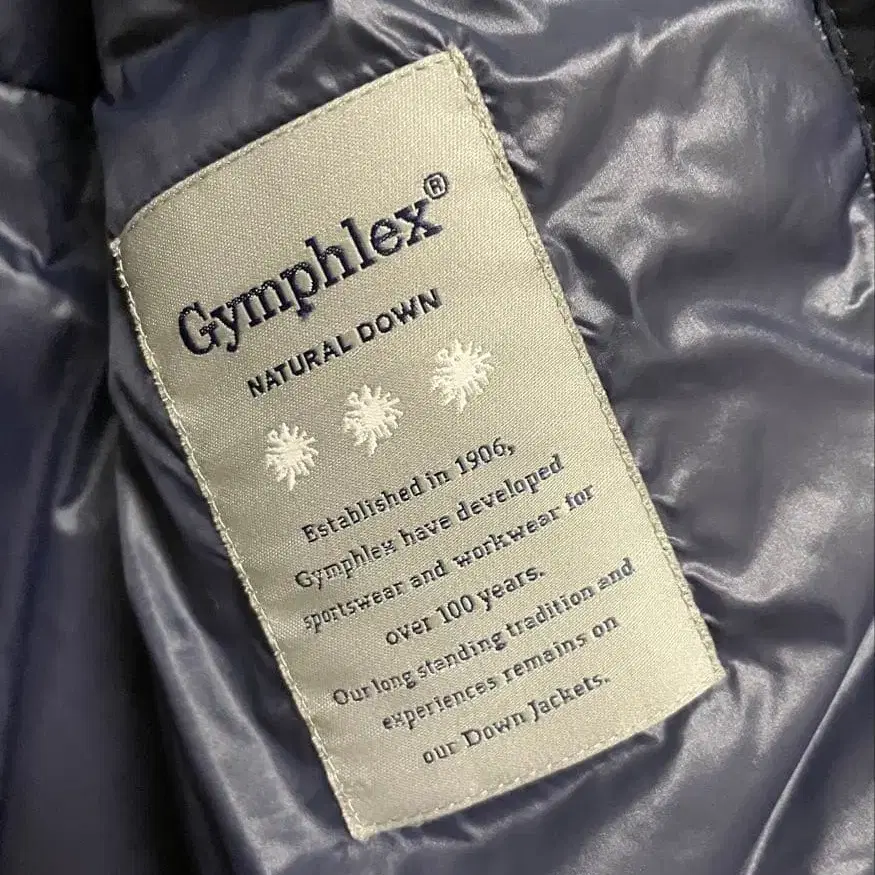 Gymphlex®
NATURAL DOWN
Established in 1906,
Gymphlex have developed
sportswear and workwear for
over 100 years.
Our long standing tradition and
experiences remains on
our Down Jackets.